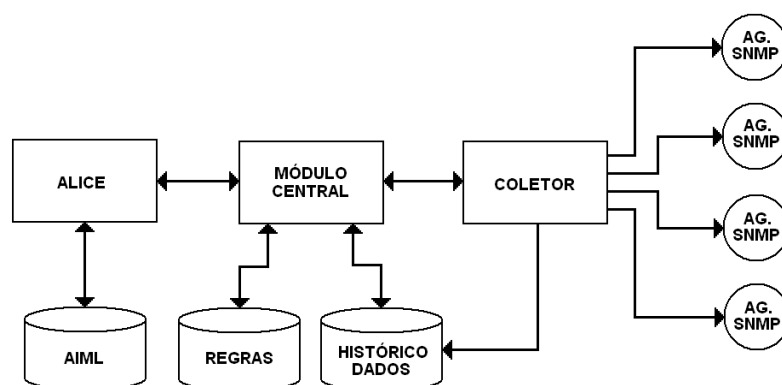 AG.
SNMP
AG.
SNMP
ALICE
MÓDULO
CENTRAL
COLETOR
AG.
SNMP
AG.
SNMP
AIML
REGRAS
HISTÓRICO
DADOS